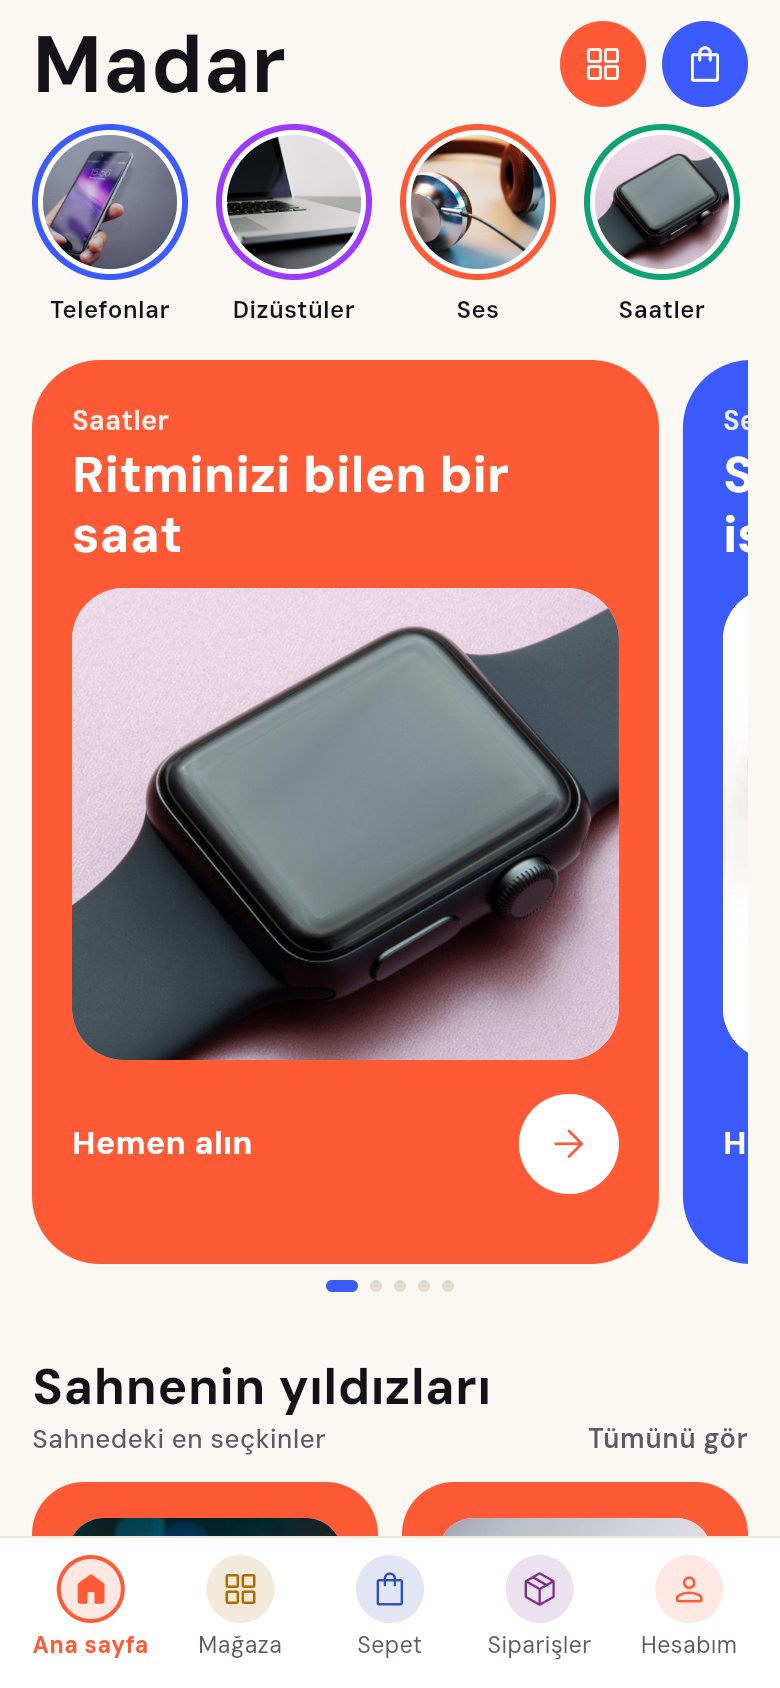 Madar
Telefonlar
Dizüstüler
Ses
Saatler
Saatler
Ritminizi bilen bir
saat
Hemen alın
Sahnenin yıldızları
Sahnedeki en seçkinler
Tümünü gör
Ana sayfa
Mağaza
Sepet
Siparişler
Hesabım